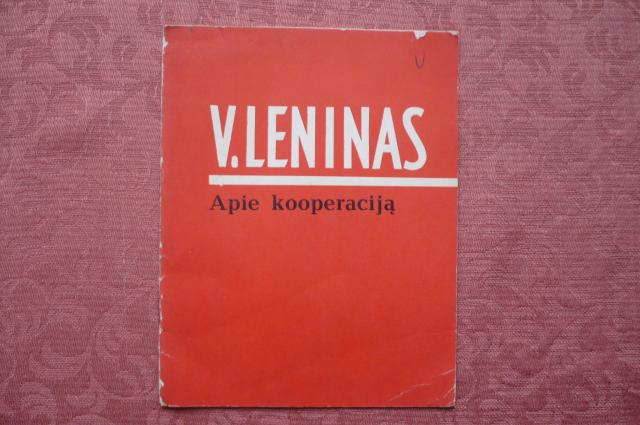 V. LENINAS
Apie kooperaciją